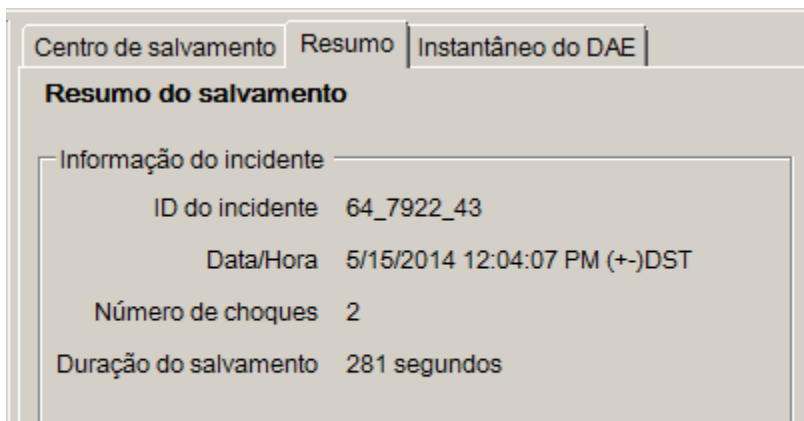 Centro de salvamento Resumo Instantâneo do DAE
Resumo do salvamento
Informação do incidente
ID do incidente 64_7922_43
Data/Hora 5/15/2014 12:04:07 PM (+-)DST
Número de choques 2
Duração do salvamento 281 segundos